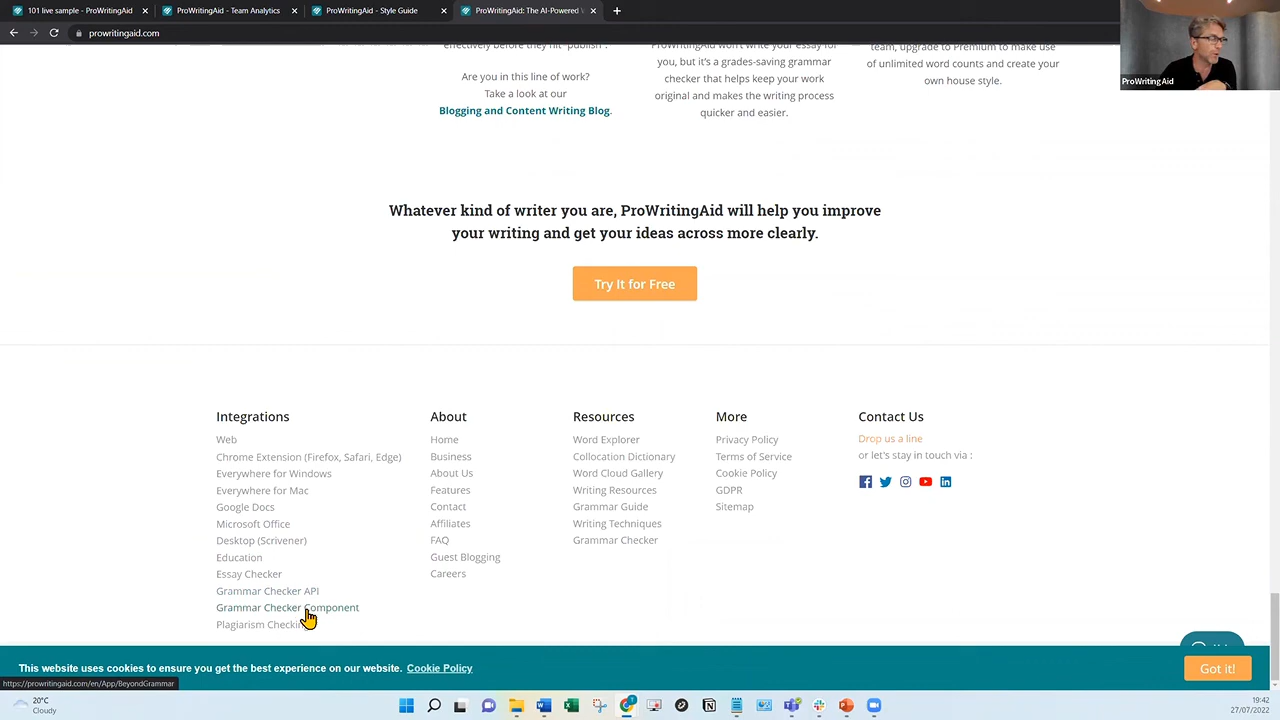 101 live sample - ProWritingAid
ProWritingAid - Team Analytics
ProWritingAid - Style Guide
ProWritingAid: The AI-Powered
prowritingaid.com
ProWriting Aid
effectively before they hit "publish".
Are you in this line of work?
Take a look at our
Blogging and Content Writing Blog.
ProWritingAid won't write your essay for
you, but it's a grades-saving grammar
checker that helps keep your work
original and makes the writing process
quicker and easier.
team, upgrade to Premium to make use
of unlimited word counts and create your
own house style.
Whatever kind of writer you are, ProWritingAid will help you improve
your writing and get your ideas across more clearly.
Try It for Free
Integrations
Web
Chrome Extension (Firefox, Safari, Edge)
Everywhere for Windows
Everywhere for Mac
Google Docs
Microsoft Office
Desktop (Scrivener)
Education
Essay Checker
Grammar Checker API
Grammar Checker Component
Plagiarism Checking
About
Home
Business
About Us
Features
Contact
Affiliates
FAQ
Guest Blogging
Careers
Resources
Word Explorer
Collocation Dictionary
Word Cloud Gallery
Writing Resources
Grammar Guide
Writing Techniques
Grammar Checker
More
Privacy Policy
Terms of Service
Cookie Policy
GDPR
Sitemap
Contact Us
Drop us a line
or let's stay in touch via :
This website uses cookies to ensure you get the best experience on our website. Cookie Policy
Got it!
https://prowritingaid.com/en/App/BeyondGrammar
20°C
Cloudy
19:42
27/07/2022